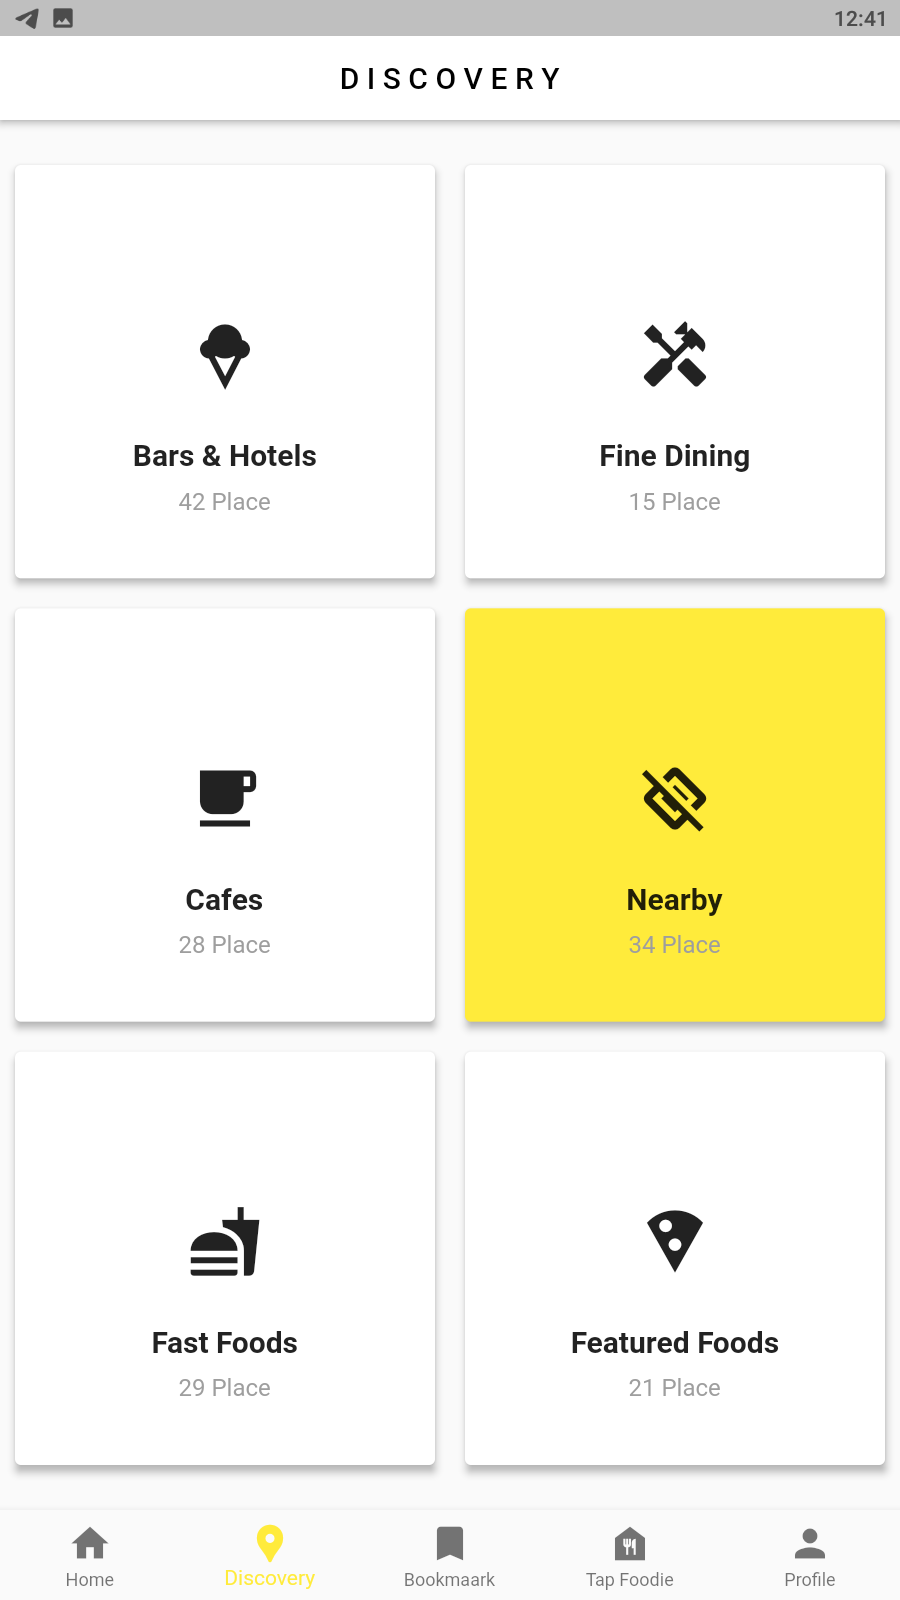 12:41
DISCOVERY
Bars & Hotels
42 Place
Fine Dining
15 Place
Cafes
28 Place
Nearby
34 Place
Fast Foods
29 Place
Featured Foods
21 Place
Home
Discovery
Bookmaark
Tap Foodie
Profile